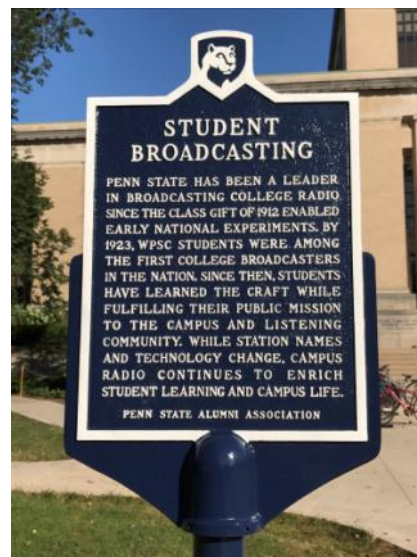 STUDENT
BROADCASTING
PENN STATE HAS BEEN A LEADER
IN BROADCASTING COLLEGE RADIO
SINCE THE CLASS GIFT OF 1912 ENABLED
EARLY NATIONAL EXPERIMENTS. BY
1923, WPSC STUDENTS WERE AMONG
THE FIRST COLLEGE BROADCASTERS
IN THE NATION. SINCE THEN, STUDENTS
HAVE LEARNED THE CRAFT WHILE
FULFILLING THEIR PUBLIC MISSION
TO THE CAMPUS AND LISTENING
COMMUNITY. WHILE STATION NAMES
AND TECHNOLOGY CHANGE, CAMPUS
RADIO CONTINUES TO ENRICH
STUDENT LEARNING AND CAMPUS LIFE.
PENN STATE ALUMNI ASSOCIATION